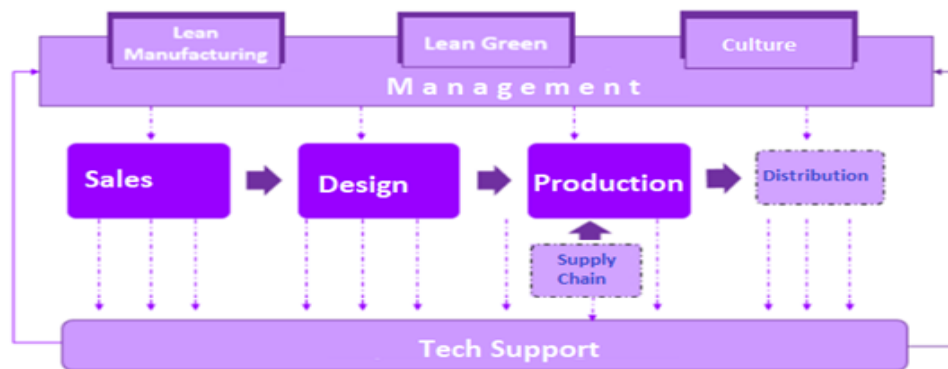 Lean
Manufacturing
Lean Green
Culture
Management
Sales
Design
Production
Distribution
Supply
Chain
Tech Support